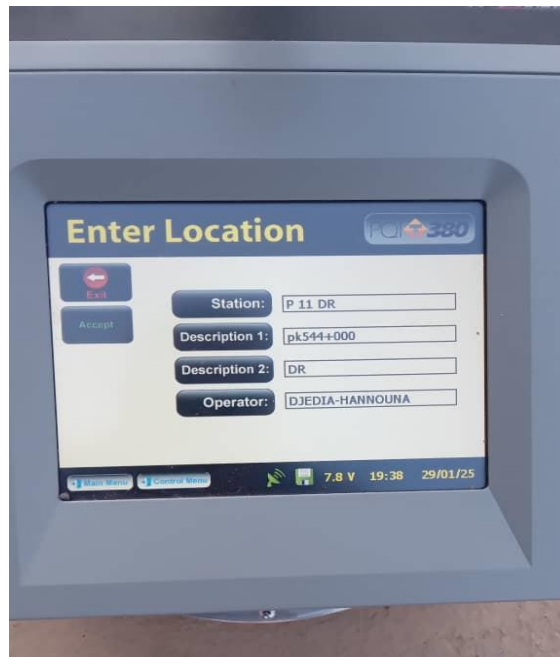 Enter Location
PQI 380
Exit
Accept
Station: P 11 DR
Description 1: pk544+000
Description 2: DR
Operator: DJEDIA-HANNOUNA
Main Menu Control Menu 7.8 V 19:38 29/01/25